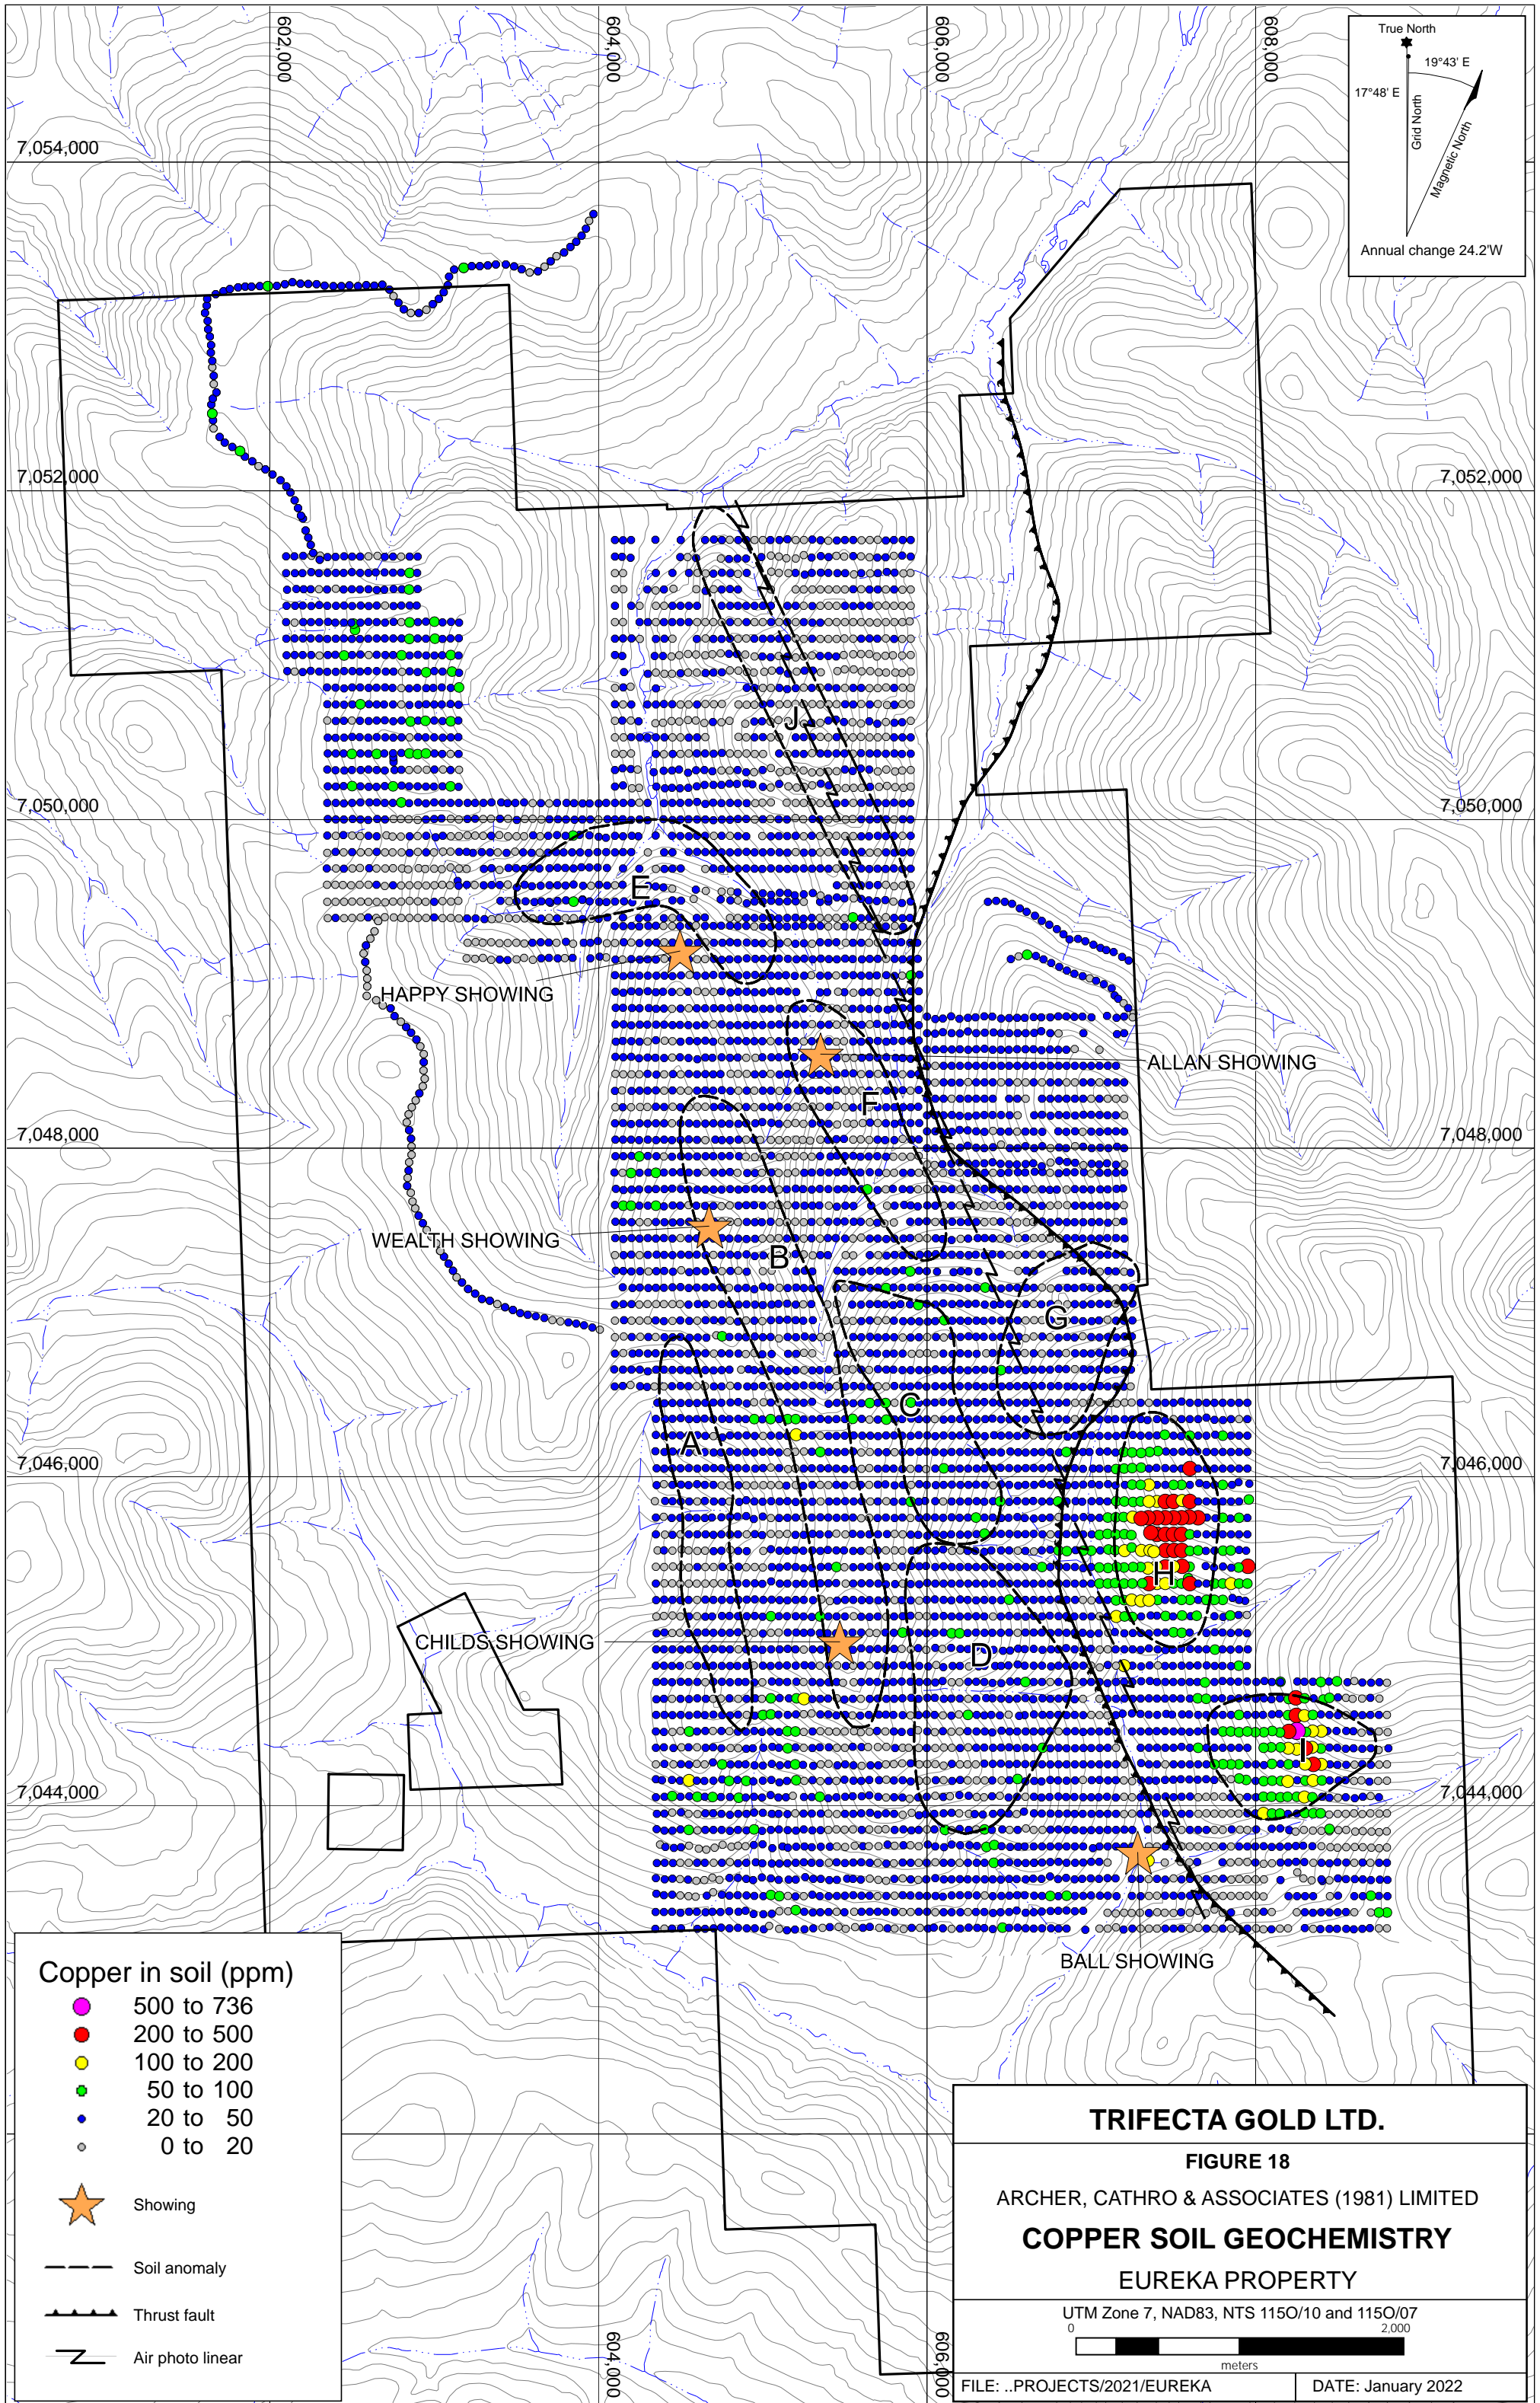 602,000
604,000
606,000
608,000
True North
19°43' E
17°48' E
Grid North
Magnetic North
Annual change 24.2'W
7,054,000
7,052,000
7,052,000
J
7,050,000
7,050,000
E
HAPPY SHOWING
ALLAN SHOWING
F
7,048,000
7,048,000
WEALTH SHOWING
B
G
C
A
7,046,000
7,046,000
H
CHILDS SHOWING
D
I
7,044,000
7,044,000
BALL SHOWING
Copper in soil (ppm)
500 to 736
200 to 500
100 to 200
50 to 100
20 to 50
0 to 20
Showing
Soil anomaly
Thrust fault
Air photo linear
604,000
606,000
TRIFECTA GOLD LTD.
FIGURE 18
ARCHER, CATHRO & ASSOCIATES (1981) LIMITED
COPPER SOIL GEOCHEMISTRY
EUREKA PROPERTY
UTM Zone 7, NAD83, NTS 115O/10 and 115O/07
0 2,000
meters
FILE: ..PROJECTS/2021/EUREKA
DATE: January 2022